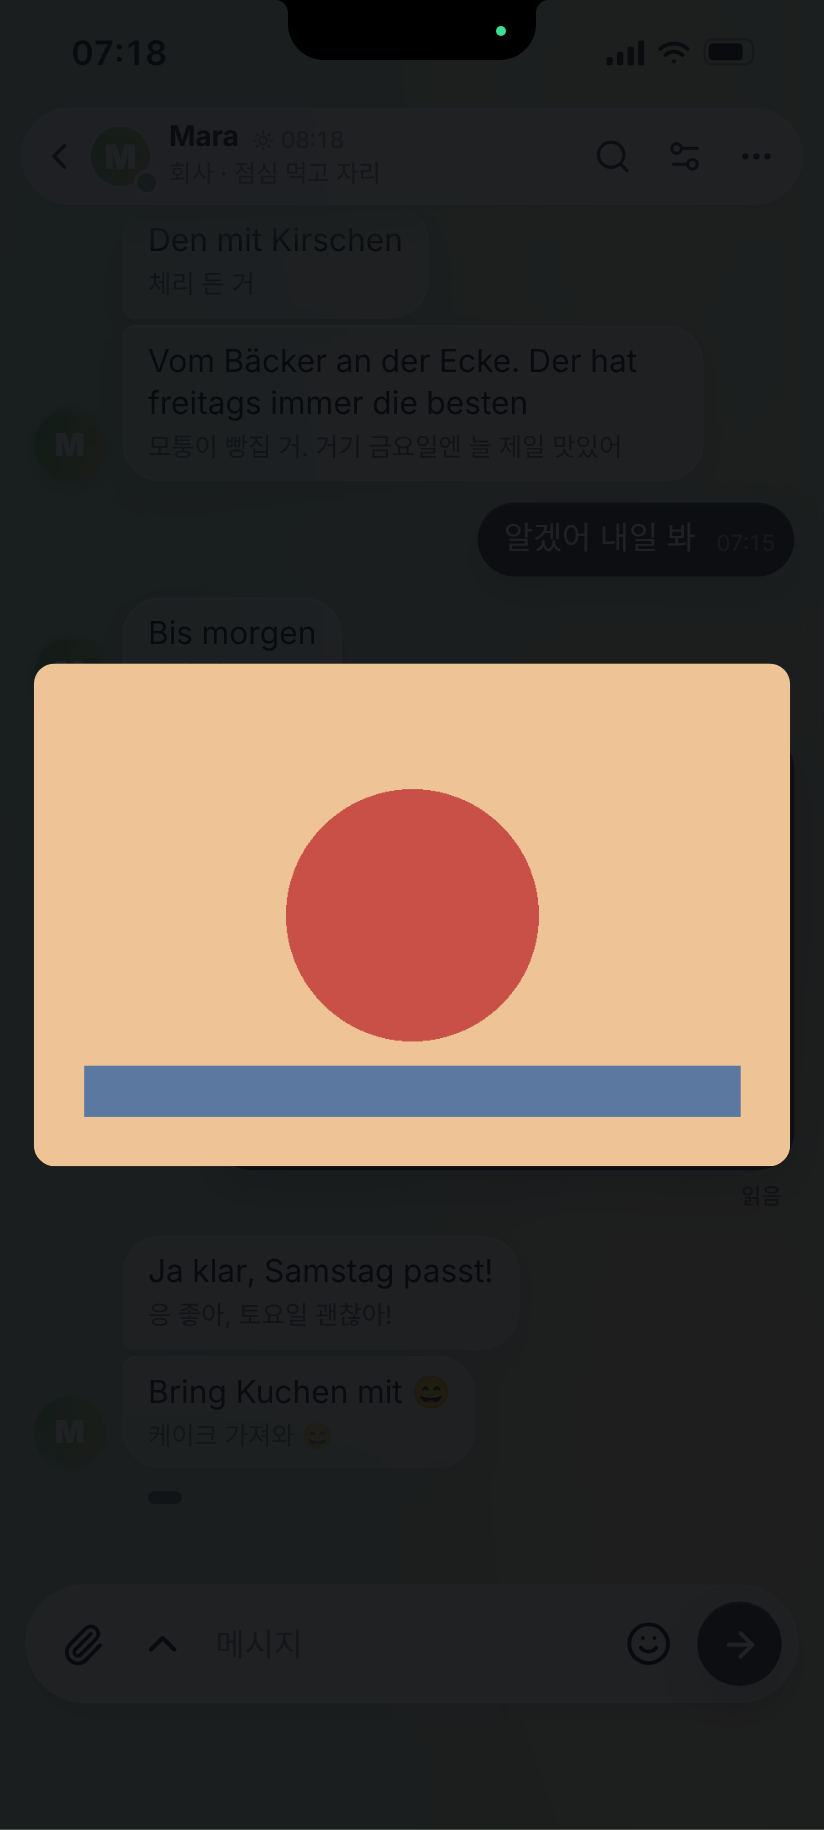 07:18
Mara 08:18
회사 · 점심 먹고 자리
Den mit Kirschen
체리 든 거
Vom Bäcker an der Ecke. Der hat
freitags immer die besten
모퉁이 빵집 거. 거기 금요일엔 늘 제일 맛있어
알겠어 내일 봐 07:15
Bis morgen
읽음
Ja klar, Samstag passt!
응 좋아, 토요일 괜찮아!
Bring Kuchen mit 😄
케이크 가져와 😄
메시지